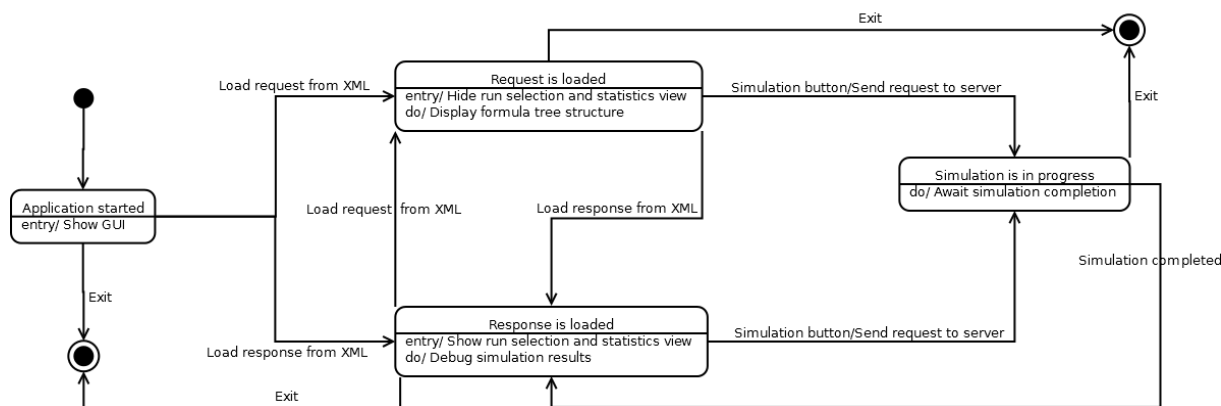 Exit
Request is loaded
entry/ Hide run selection and statistics view
do/ Display formula tree structure
Load request from XML
Simulation button/Send request to server
Exit
Simulation is in progress
do/ Await simulation completion
Application started
entry/ Show GUI
Load request from XML
Load response from XML
Simulation completed
Exit
Response is loaded
entry/ Show run selection and statistics view
do/ Debug simulation results
Simulation button/Send request to server
Load response from XML
Exit